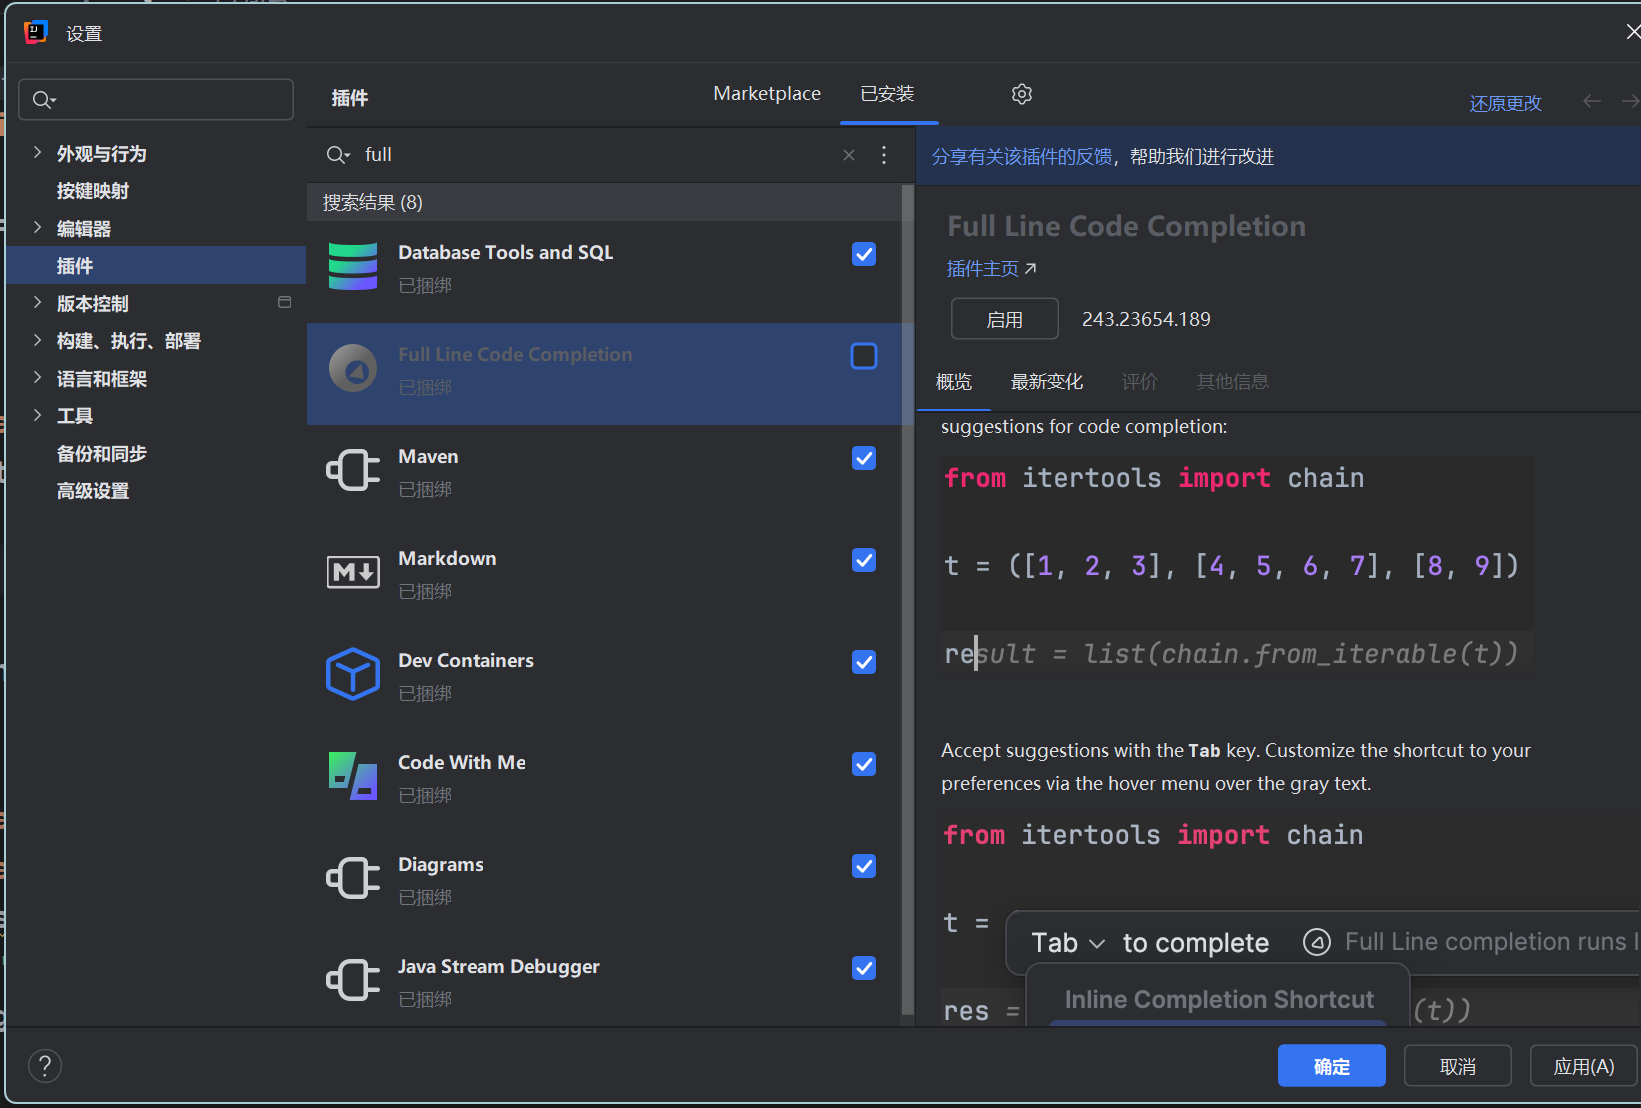 设置
插件
Marketplace
已安装
还原更改
外观与行为
按键映射
编辑器
插件
版本控制
构建、执行、部署
语言和框架
工具
备份和同步
高级设置
full
搜索结果 (8)
Database Tools and SQL
已捆绑
Full Line Code Completion
已捆绑
Maven
已捆绑
Markdown
已捆绑
Dev Containers
已捆绑
Code With Me
已捆绑
Diagrams
已捆绑
Java Stream Debugger
已捆绑
分享有关该插件的反馈，帮助我们进行改进
Full Line Code Completion
插件主页
启用
243.23654.189
概览
最新变化
评价
其他信息
suggestions for code completion:
from itertools import chain
t = ([1, 2, 3], [4, 5, 6, 7], [8, 9])
result = list(chain.from_iterable(t))
Accept suggestions with the Tab key. Customize the shortcut to your
preferences via the hover menu over the gray text.
from itertools import chain
t =
Tab to complete
Full Line completion runs
Inline Completion Shortcut
res =
(t))
?
确定
取消
应用(A)